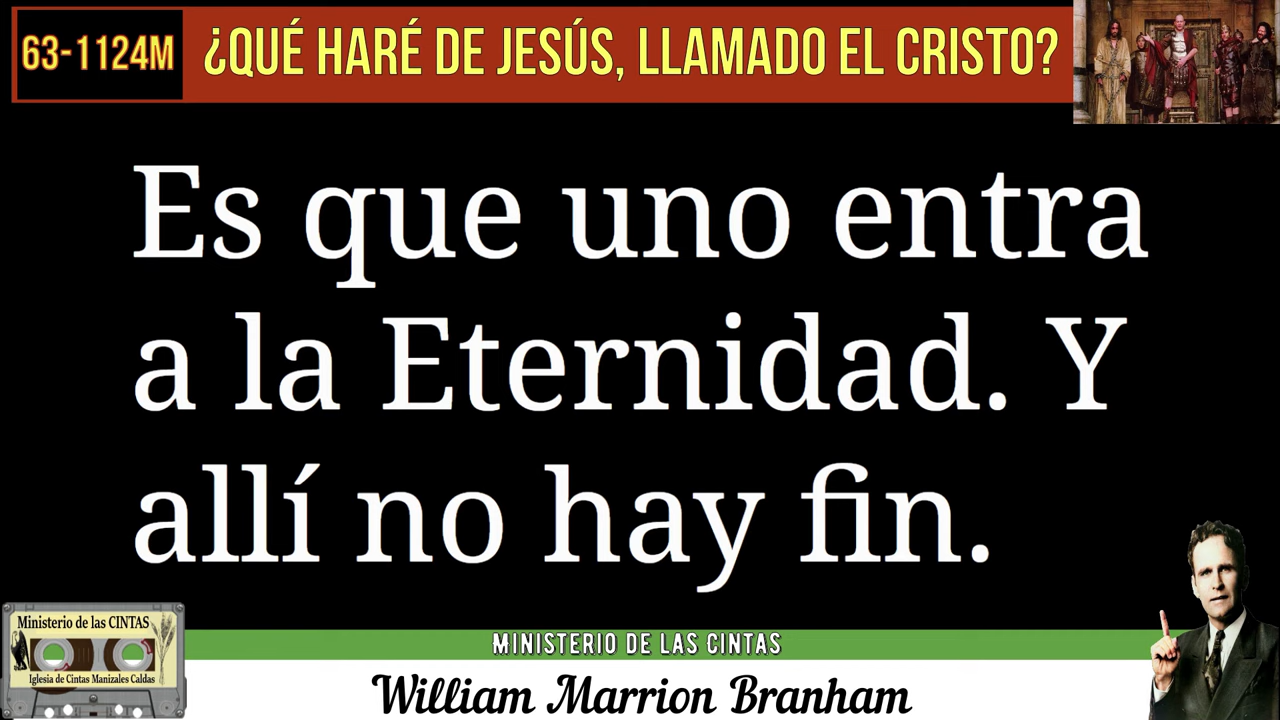 63-1124M ¿QUÉ HARÉ DE JESÚS, LLAMADO EL CRISTO?
Es que uno entra
a la Eternidad. Y
allí no hay fin.
Ministerio de las CINTAS
Iglesia de Cintas Manizales Caldas
MINISTERIO DE LAS CINTAS
William Marrion Branham